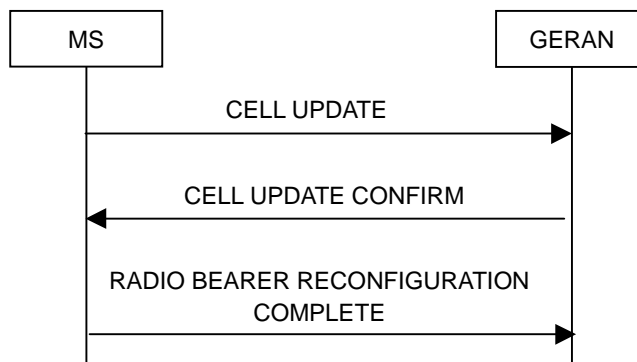 MS
GERAN
CELL UPDATE
CELL UPDATE CONFIRM
RADIO BEARER RECONFIGURATION
COMPLETE